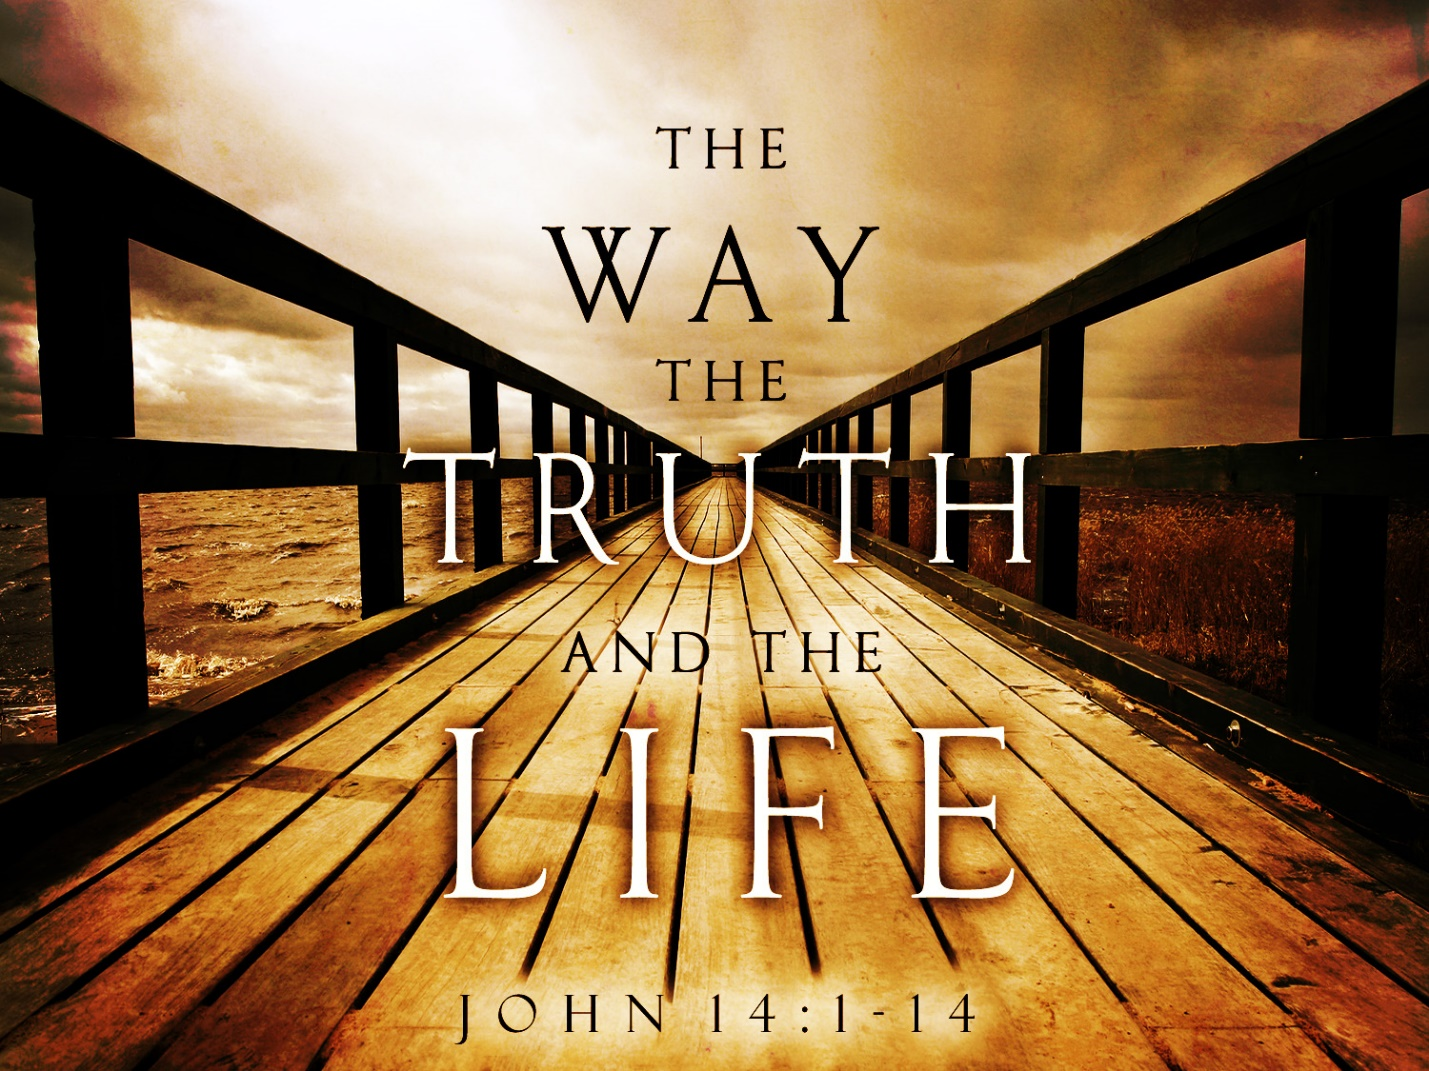 THE
WAY
THE
TRUTH
AND THE
LIFE
JOHN 14:1-14